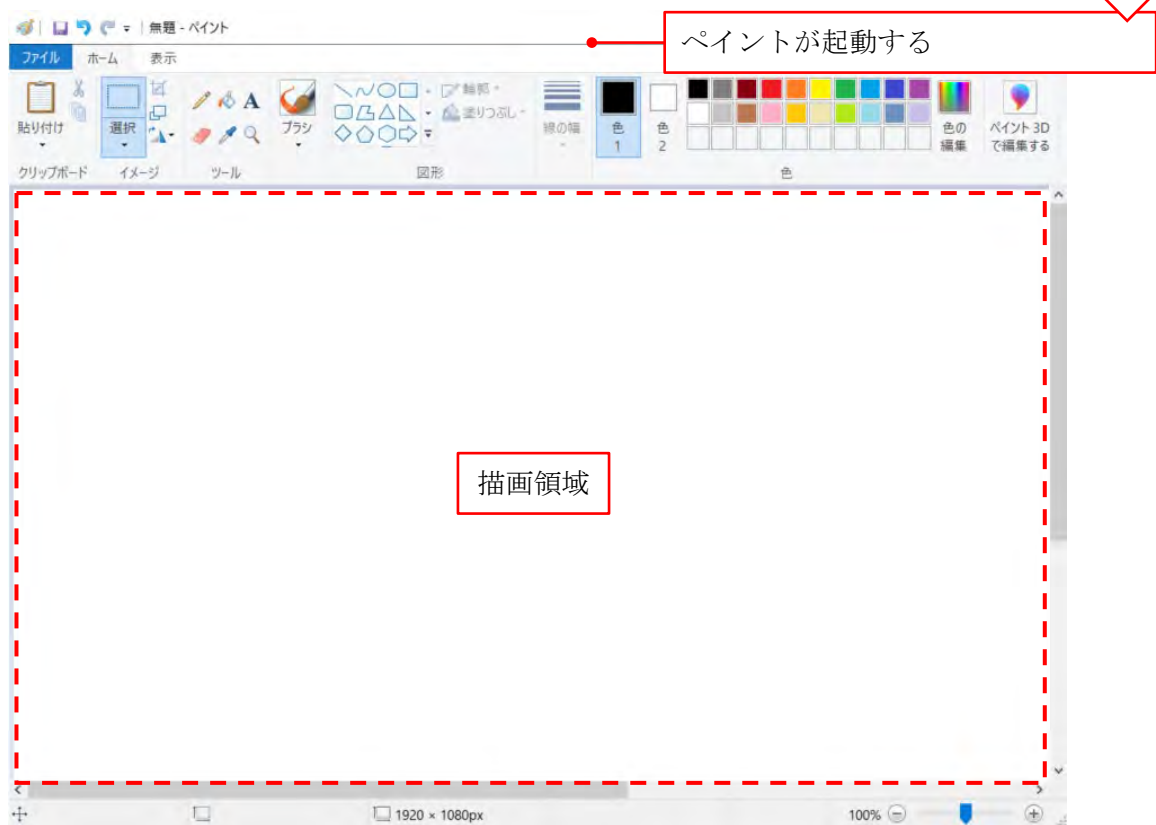 無題 - ペイント
ペイントが起動する
ファイル ホーム 表示
貼り付け
選択
A
ブラシ
輪郭
塗りつぶし
線の幅
色
1
色
2
色の
編集
ペイント 3D
で編集する
クリップボード イメージ ツール 図形 色
描画領域
1920 × 1080px 100%